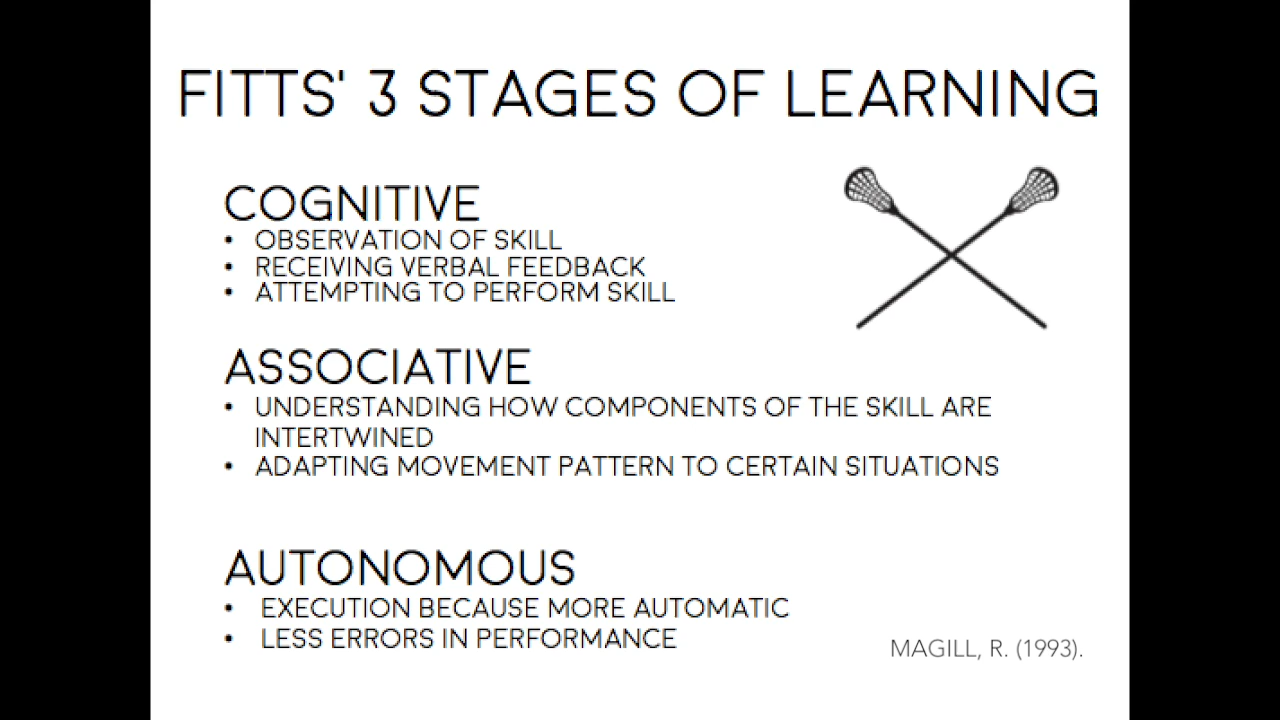 FITTS' 3 STAGES OF LEARNING
COGNITIVE
• OBSERVATION OF SKILL
• RECEIVING VERBAL FEEDBACK
• ATTEMPTING TO PERFORM SKILL
ASSOCIATIVE
• UNDERSTANDING HOW COMPONENTS OF THE SKILL ARE
INTERTWINED
• ADAPTING MOVEMENT PATTERN TO CERTAIN SITUATIONS
AUTONOMOUS
• EXECUTION BECAUSE MORE AUTOMATIC
• LESS ERRORS IN PERFORMANCE
MAGILL, R. (1993).